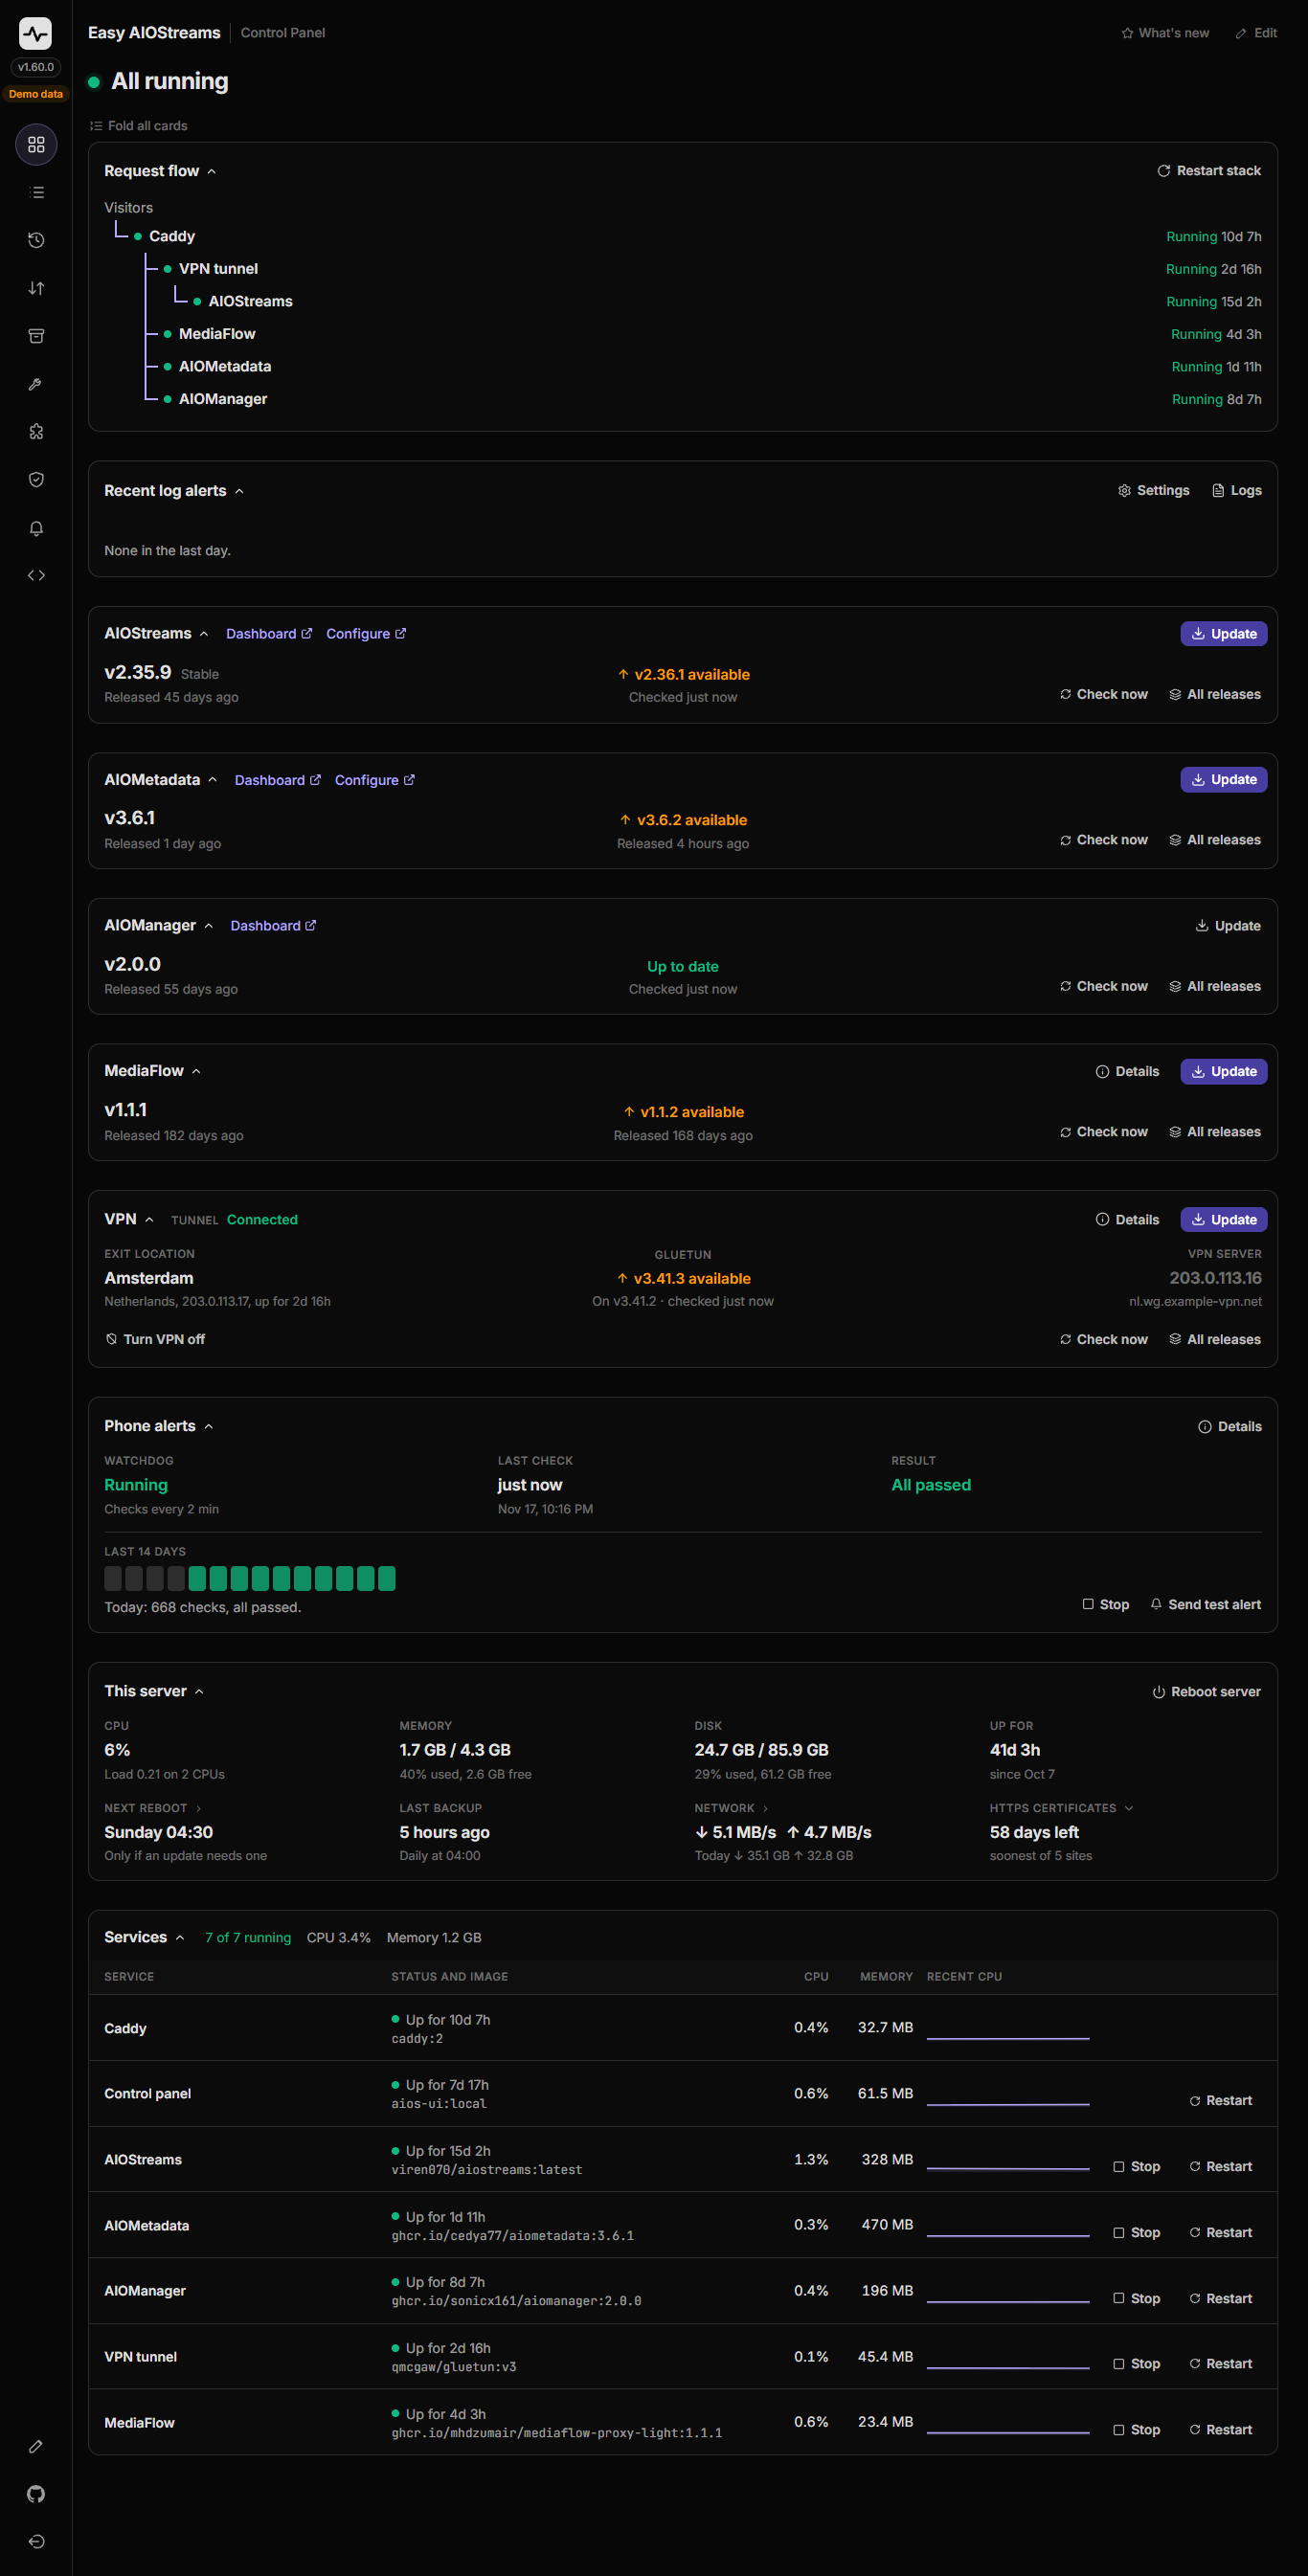 Easy AIOStreams Control Panel What's new Edit
v1.60.0
Demo data
All running
Fold all cards
Request flow Restart stack
Visitors
Caddy Running 10d 7h
VPN tunnel Running 2d 16h
AIOStreams Running 15d 2h
MediaFlow Running 4d 3h
AIOMetadata Running 1d 11h
AIOManager Running 8d 7h
Recent log alerts Settings Logs
None in the last day.
AIOStreams Dashboard Configure Update
v2.35.9 Stable ↑ v2.36.1 available
Released 45 days ago Checked just now Check now All releases
AIOMetadata Dashboard Configure Update
v3.6.1 ↑ v3.6.2 available
Released 1 day ago Released 4 hours ago Check now All releases
AIOManager Dashboard Update
v2.0.0 Up to date
Released 55 days ago Checked just now Check now All releases
MediaFlow Details Update
v1.1.1 ↑ v1.1.2 available
Released 182 days ago Released 168 days ago Check now All releases
VPN TUNNEL Connected Details Update
EXIT LOCATION GLUETUN VPN SERVER
Amsterdam ↑ v3.41.3 available 203.0.113.16
Netherlands, 203.0.113.17, up for 2d 16h On v3.41.2 · checked just now nl.wg.example-vpn.net
Turn VPN off Check now All releases
Phone alerts Details
WATCHDOG LAST CHECK RESULT
Running just now All passed
Checks every 2 min Nov 17, 10:16 PM
LAST 14 DAYS
Today: 668 checks, all passed. Stop Send test alert
This server Reboot server
CPU MEMORY DISK UP FOR
6% 1.7 GB / 4.3 GB 24.7 GB / 85.9 GB 41d 3h
Load 0.21 on 2 CPUs 40% used, 2.6 GB free 29% used, 61.2 GB free since Oct 7
NEXT REBOOT LAST BACKUP NETWORK HTTPS CERTIFICATES
Sunday 04:30 5 hours ago ↓ 5.1 MB/s ↑ 4.7 MB/s 58 days left
Only if an update needs one Daily at 04:00 Today ↓ 35.1 GB ↑ 32.8 GB soonest of 5 sites
Services 7 of 7 running CPU 3.4% Memory 1.2 GB
SERVICE STATUS AND IMAGE CPU MEMORY RECENT CPU
Caddy Up for 10d 7h 0.4% 32.7 MB
caddy:2
Control panel Up for 7d 17h 0.6% 61.5 MB Restart
aios-ui:local
AIOStreams Up for 15d 2h 1.3% 328 MB Stop Restart
viren070/aiostreams:latest
AIOMetadata Up for 1d 11h 0.3% 470 MB Stop Restart
ghcr.io/cedya77/aiometadata:3.6.1
AIOManager Up for 8d 7h 0.4% 196 MB Stop Restart
ghcr.io/sonicx161/aiomanager:2.0.0
VPN tunnel Up for 2d 16h 0.1% 45.4 MB Stop Restart
qmcgaw/gluetun:v3
MediaFlow Up for 4d 3h 0.6% 23.4 MB Stop Restart
ghcr.io/mhdzumair/mediaflow-proxy-light:1.1.1